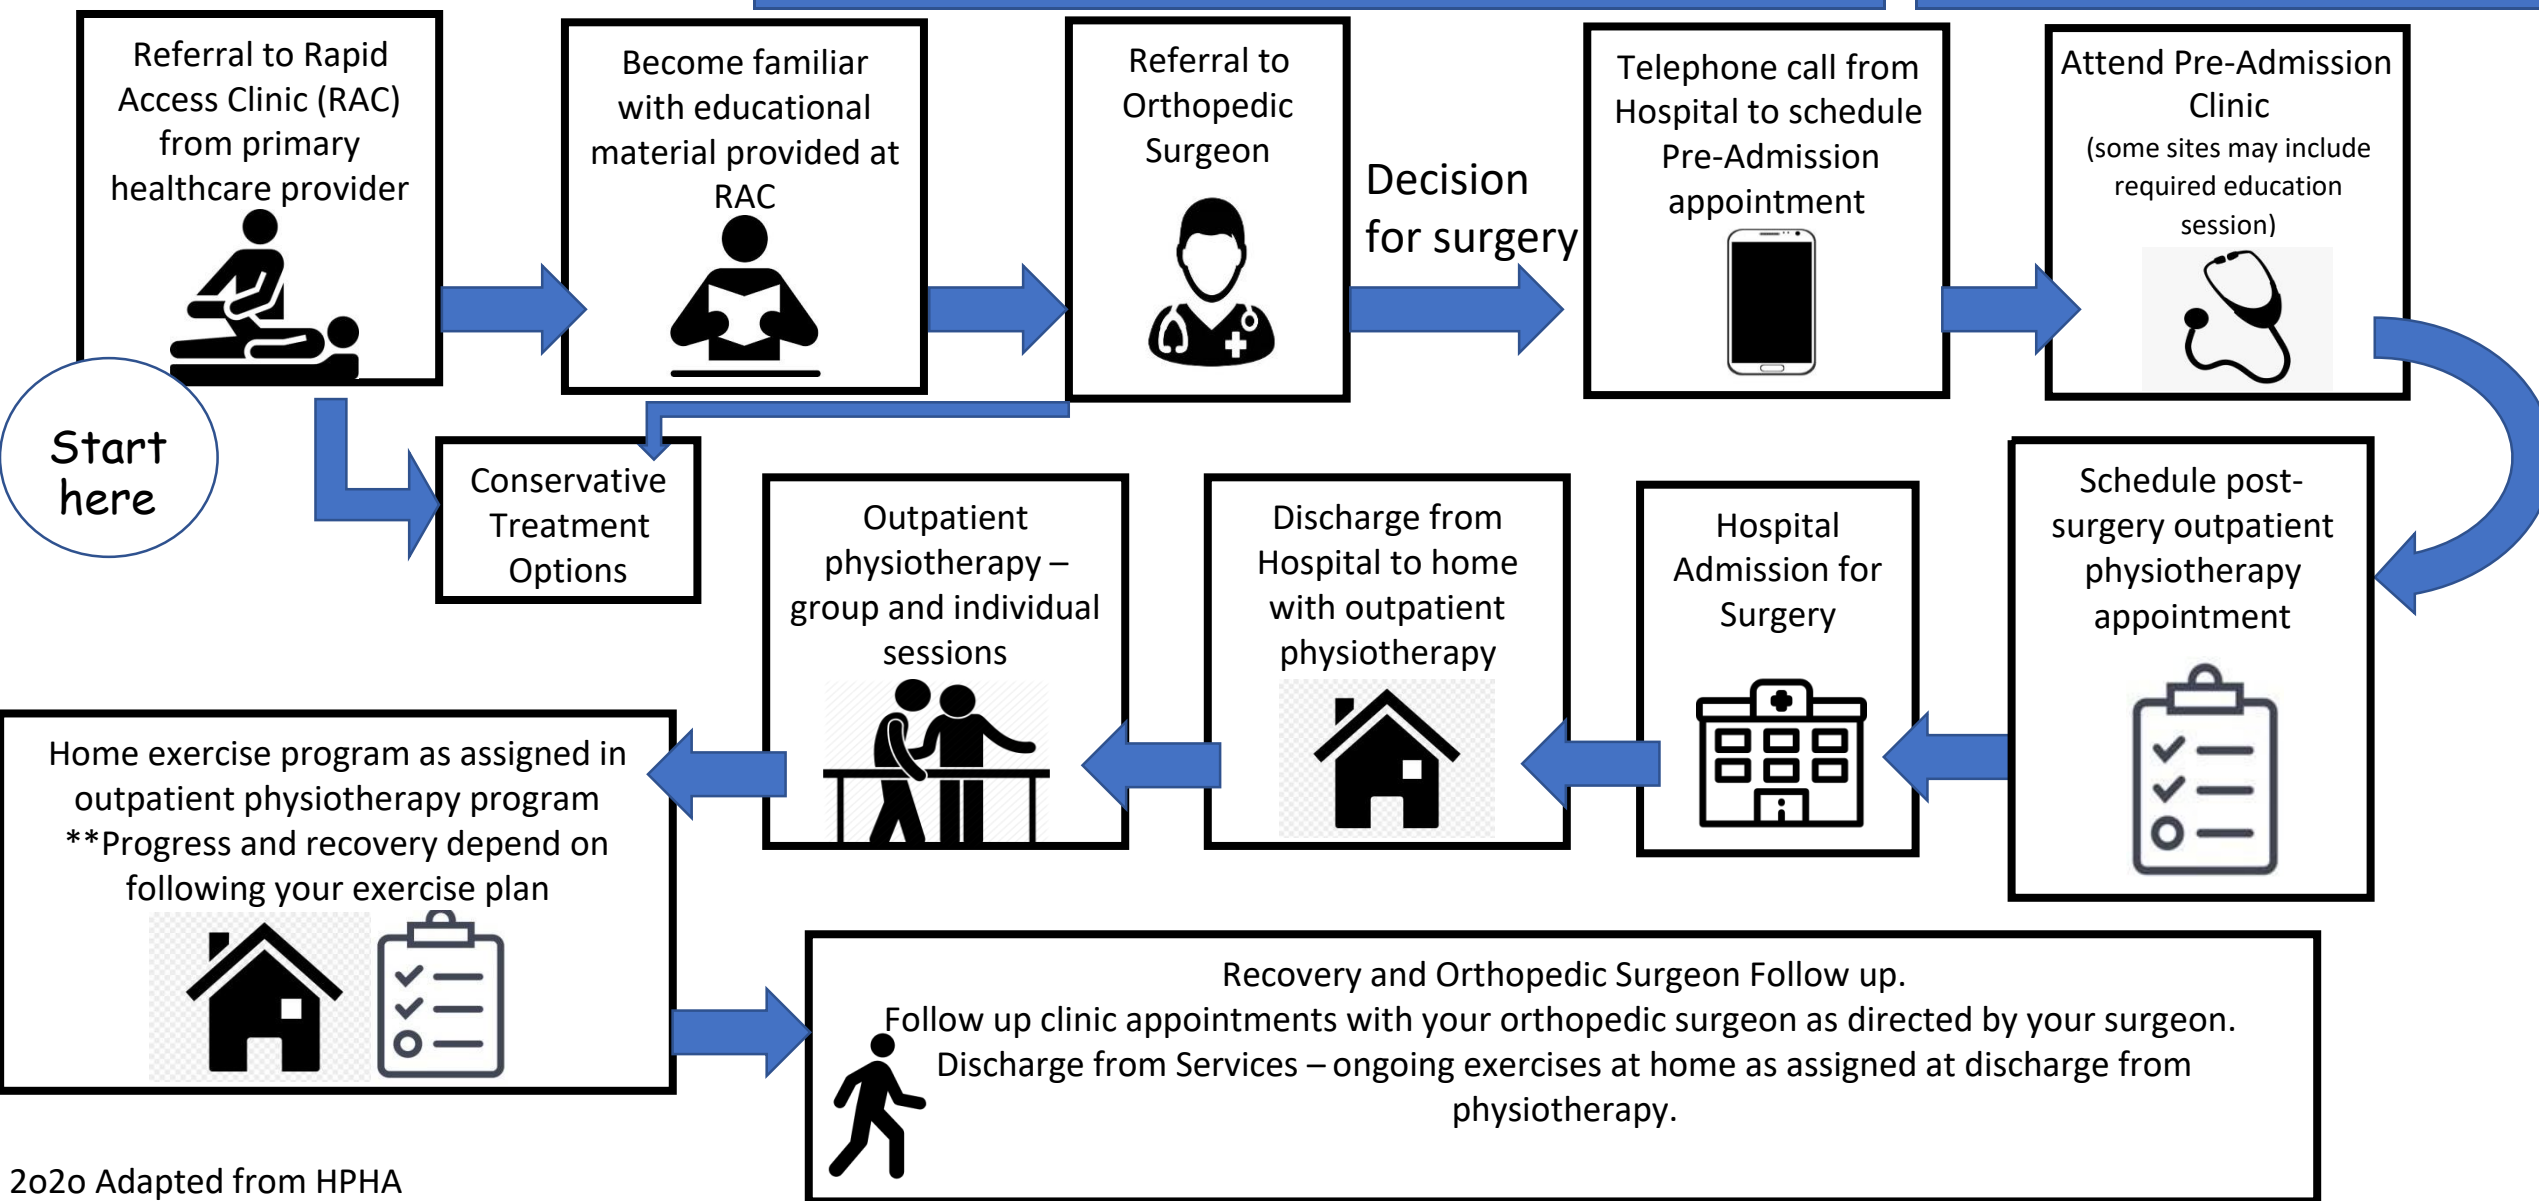 Referral to Rapid
Access Clinic (RAC)
from primary
healthcare provider
Become familiar
with educational
material provided at
RAC
Referral to
Orthopedic
Surgeon
Decision
for surgery
Telephone call from
Hospital to schedule
Pre-Admission
appointment
Attend Pre-Admission
Clinic
(some sites may include
required education
session)
Start
here
Conservative
Treatment
Options
Schedule post-
surgery outpatient
physiotherapy
appointment
Hospital
Admission for
Surgery
Discharge from
Hospital to home
with outpatient
physiotherapy
Outpatient
physiotherapy –
group and individual
sessions
Home exercise program as assigned in
outpatient physiotherapy program
**Progress and recovery depend on
following your exercise plan
Recovery and Orthopedic Surgeon Follow up.
Follow up clinic appointments with your orthopedic surgeon as directed by your surgeon.
Discharge from Services – ongoing exercises at home as assigned at discharge from
physiotherapy.
2o2o Adapted from HPHA